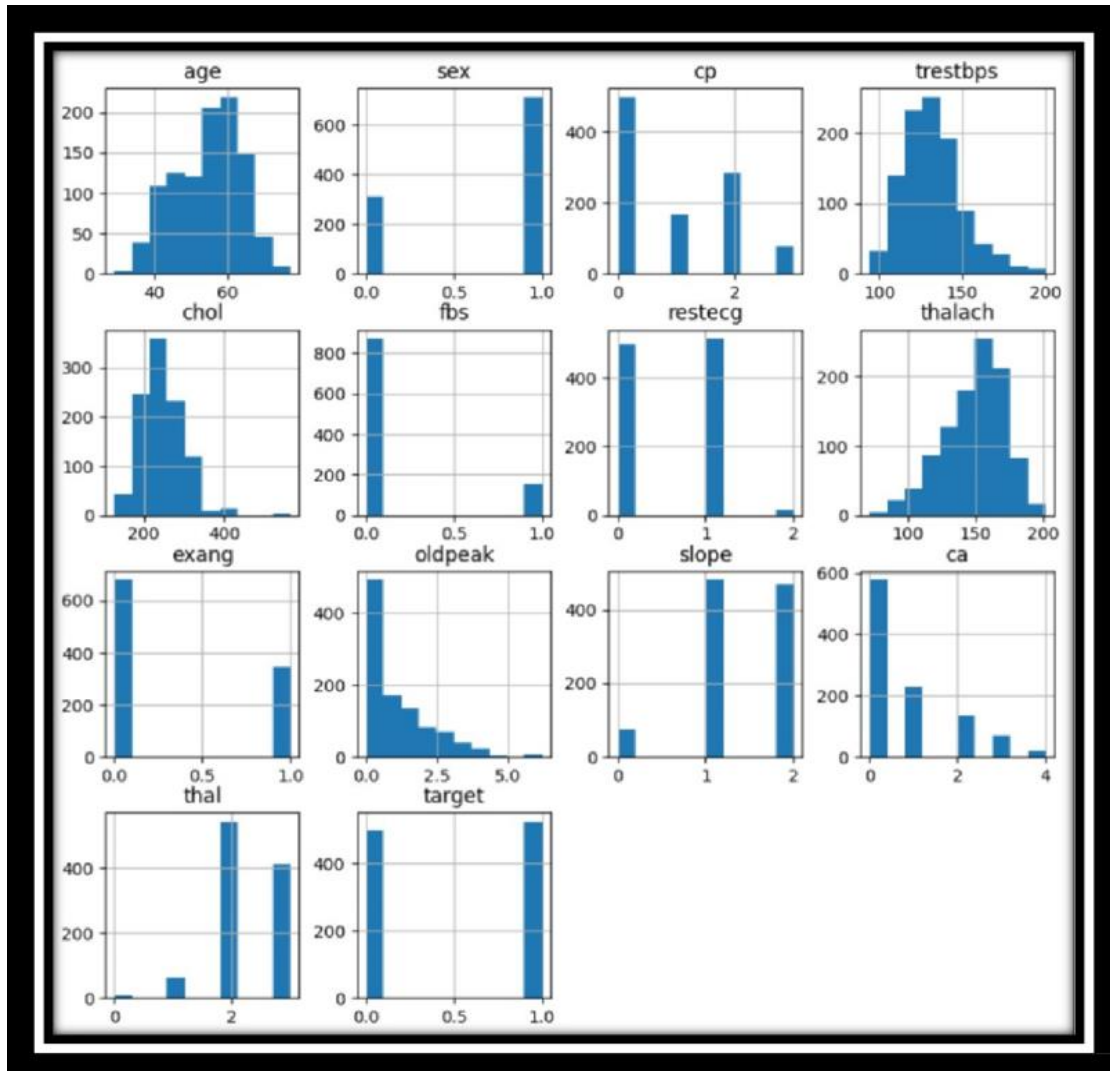 age sex cp trestbps
200 150 100 50 0
600 400 200 0
400 200 0
200 100 0
40 60
0.0 0.5 1.0
0 2
100 150 200
chol fbs restecg thalach
300 200 100 0
800 600 400 200 0
400 200 0
200 100 0
200 400
0.0 0.5 1.0
0 1 2
100 150 200
exang oldpeak slope ca
600 400 200 0
400 200 0
400 200 0
600 400 200 0
0.0 0.5 1.0
0.0 2.5 5.0
0 1 2
0 2 4
thal target
400 200 0
400 200 0
0 2
0.0 0.5 1.0